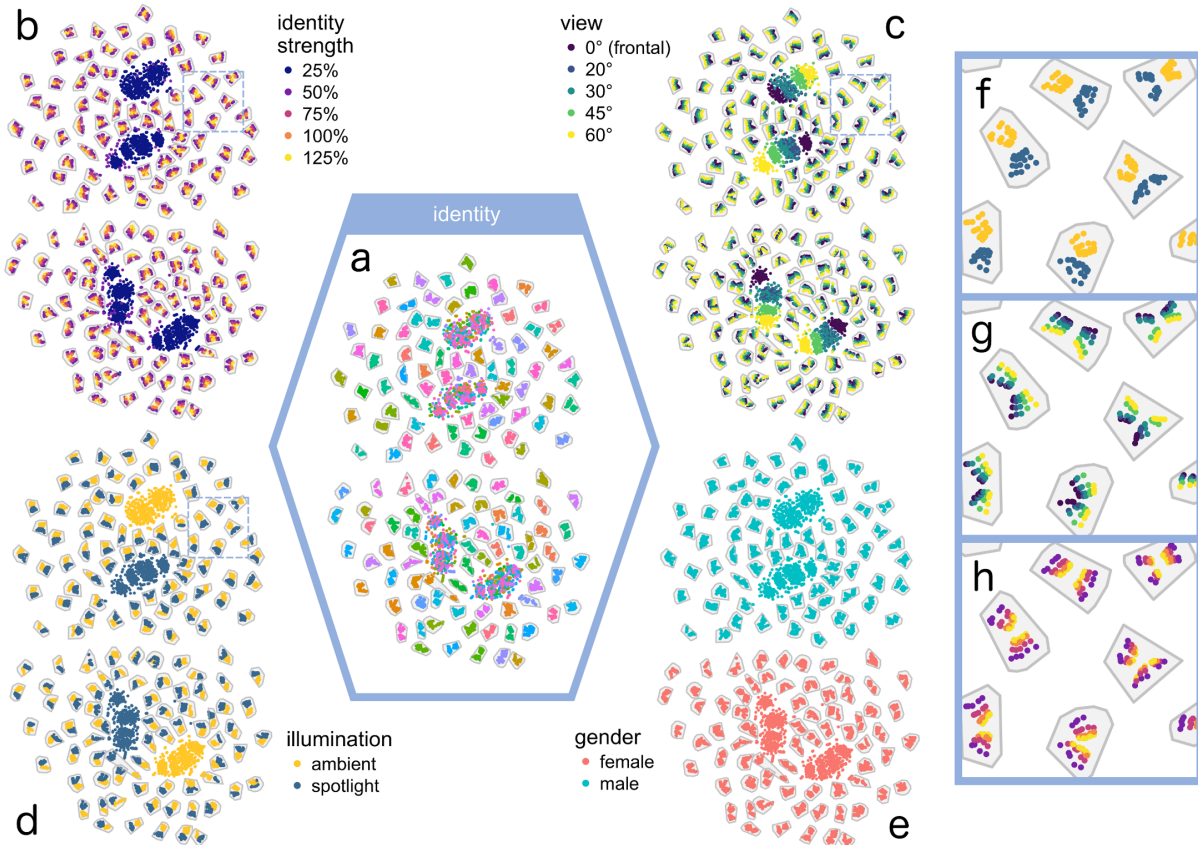 b
identity
strength
25%
50%
75%
100%
125%
view
0° (frontal)
20°
30°
45°
60°
c
identity
a
f
g
h
illumination
ambient
spotlight
gender
female
male
d
e